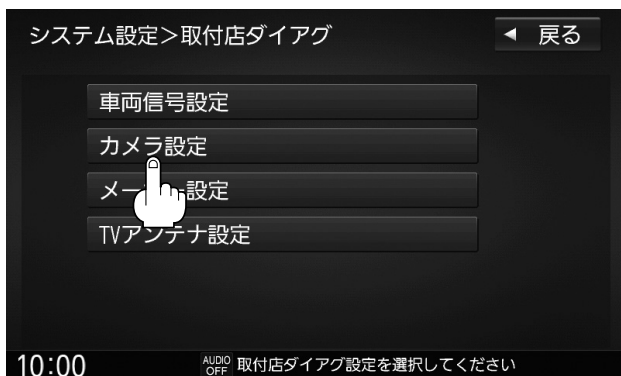 システム設定>取付店ダイアグ
◀ 戻る
車両信号設定
カメラ設定
メー 設定
TVアンテナ設定
10:00
AUDIO OFF 取付店ダイアグ設定を選択してください